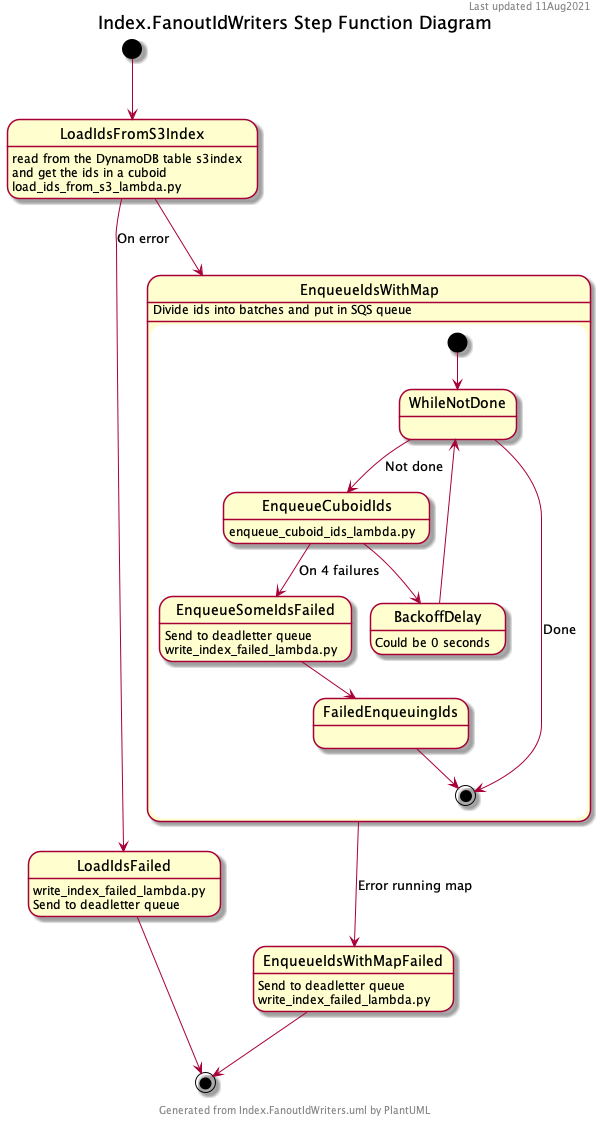 Last updated 11Aug2021
Index.FanoutIdWriters Step Function Diagram
LoadIdsFromS3Index
read from the DynamoDB table s3index
and get the ids in a cuboid
load_ids_from_s3_lambda.py
On error
EnqueueIdsWithMap
Divide ids into batches and put in SQS queue
WhileNotDone
Not done
EnqueueCuboidIds
enqueue_cuboid_ids_lambda.py
On 4 failures
EnqueueSomeIdsFailed
Send to deadletter queue
write_index_failed_lambda.py
BackoffDelay
Could be 0 seconds
Done
FailedEnqueuingIds
LoadIdsFailed
write_index_failed_lambda.py
Send to deadletter queue
Error running map
EnqueueIdsWithMapFailed
Send to deadletter queue
write_index_failed_lambda.py
Generated from Index.FanoutIdWriters.uml by PlantUML